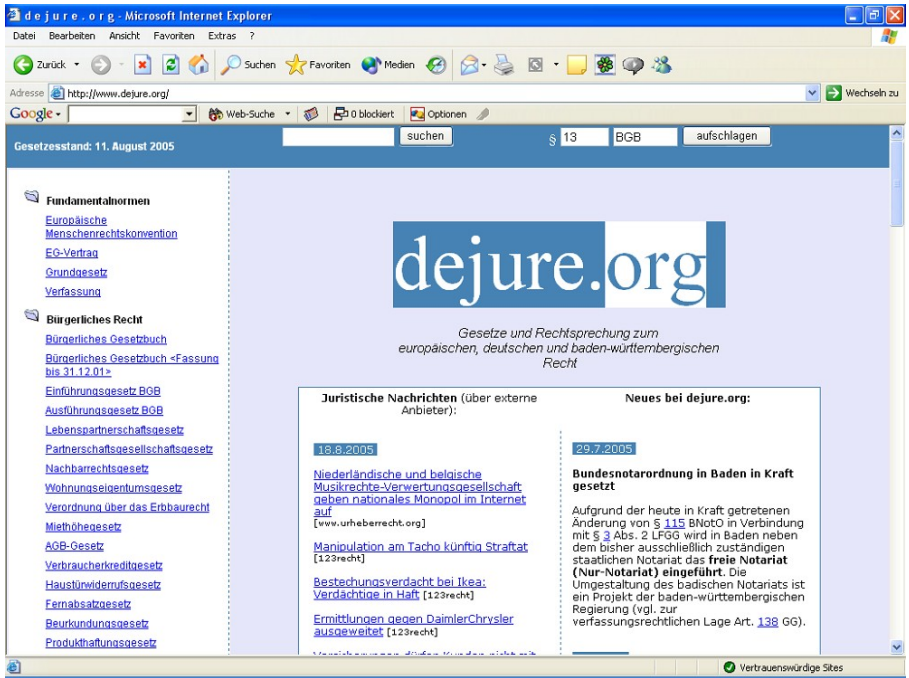 d e j u r e . o r g - Microsoft Internet Explorer
Datei Bearbeiten Ansicht Favoriten Extras ?
Zurück Suchen Favoriten Medien
Adresse http://www.dejure.org/ Wechseln zu
Google Web-Suche 0 blockiert Optionen
Gesetzesstand: 11. August 2005 suchen § 13 BGB aufschlagen
Fundamentalnormen
Europäische
Menschenrechtskonvention
EG-Vertrag
Grundgesetz
Verfassung
Bürgerliches Recht
Bürgerliches Gesetzbuch
Bürgerliches Gesetzbuch <Fassung
bis 31.12.01>
Einführungsgesetz BGB
Ausführungsgesetz BGB
Lebenspartnerschaftsgesetz
Partnerschaftsgesellschaftsgesetz
Nachbarrechtsgesetz
Wohnungseigentumsgesetz
Verordnung über das Erbbaurecht
Miethöhegesetz
AGB-Gesetz
Verbraucherkreditgesetz
Haustürwiderrufsgesetz
Fernabsatzgesetz
Beurkundungsgesetz
Produkthaftungsgesetz
dejure.org
Gesetze und Rechtsprechung zum
europäischen, deutschen und baden-württembergischen
Recht
Juristische Nachrichten (über externe
Anbieter):
18.8.2005
Niederländische und belgische
Musikrechte-Verwertungsgesellschaft
geben nationales Monopol im Internet
auf
[www.urheberrecht.org]
Manipulation am Tacho künftig Straftat
[123recht]
Bestechungsverdacht bei Ikea:
Verdächtige in Haft [123recht]
Ermittlungen gegen DaimlerChrysler
ausgeweitet [123recht]
Versicherungen dürfen Kunden nicht mit
Neues bei dejure.org:
29.7.2005
Bundesnotarordnung in Baden in Kraft
gesetzt
Aufgrund der heute in Kraft getretenen
Änderung von § 115 BNotO in Verbindung
mit § 3 Abs. 2 LFGG wird in Baden neben
dem bisher ausschließlich zuständigen
staatlichen Notariat das freie Notariat
(Nur-Notariat) eingeführt. Die
Umgestaltung des badischen Notariats ist
ein Projekt der baden-württembergischen
Regierung (vgl. zur
verfassungsrechtlichen Lage Art. 138 GG).
Vertrauenswürdige Sites